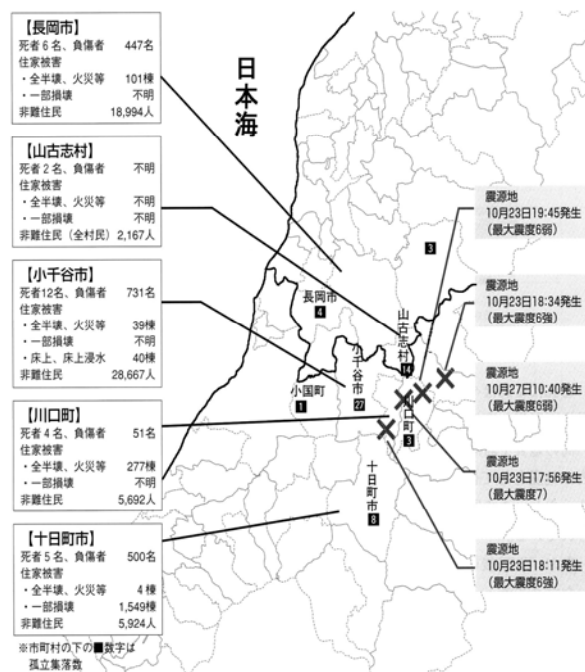 【長岡市】
死者6名、負傷者 447名
住家被害
・全半壊、火災等 101棟
・一部損壊 不明
非難住民 18,994人
【山古志村】
死者2名、負傷者 不明
住家被害
・全半壊、火災等 不明
・一部損壊 不明
非難住民(全村民)2,167人
【小千谷市】
死者12名、負傷者 731名
住家被害
・全半壊、火災等 39棟
・一部損壊 不明
・床上、床上浸水 40棟
非難住民 28,667人
【川口町】
死者4名、負傷者 51名
住家被害
・全半壊、火災等 277棟
・一部損壊 不明
非難住民 5,692人
【十日町市】
死者5名、負傷者 500名
住家被害
・全半壊、火災等 4棟
・一部損壊 1,549棟
非難住民 5,924人
※市町村の下の■数字は
孤立集落数
日本海
3
長岡市
4
山古志村
14
小千谷市
27
小国町
1
川口町
3
十日町市
8
震源地
10月23日19:45発生
(最大震度6弱)
震源地
10月23日18:34発生
(最大震度6強)
震源地
10月27日10:40発生
(最大震度6弱)
震源地
10月23日17:56発生
(最大震度7)
震源地
10月23日18:11発生
(最大震度6強)